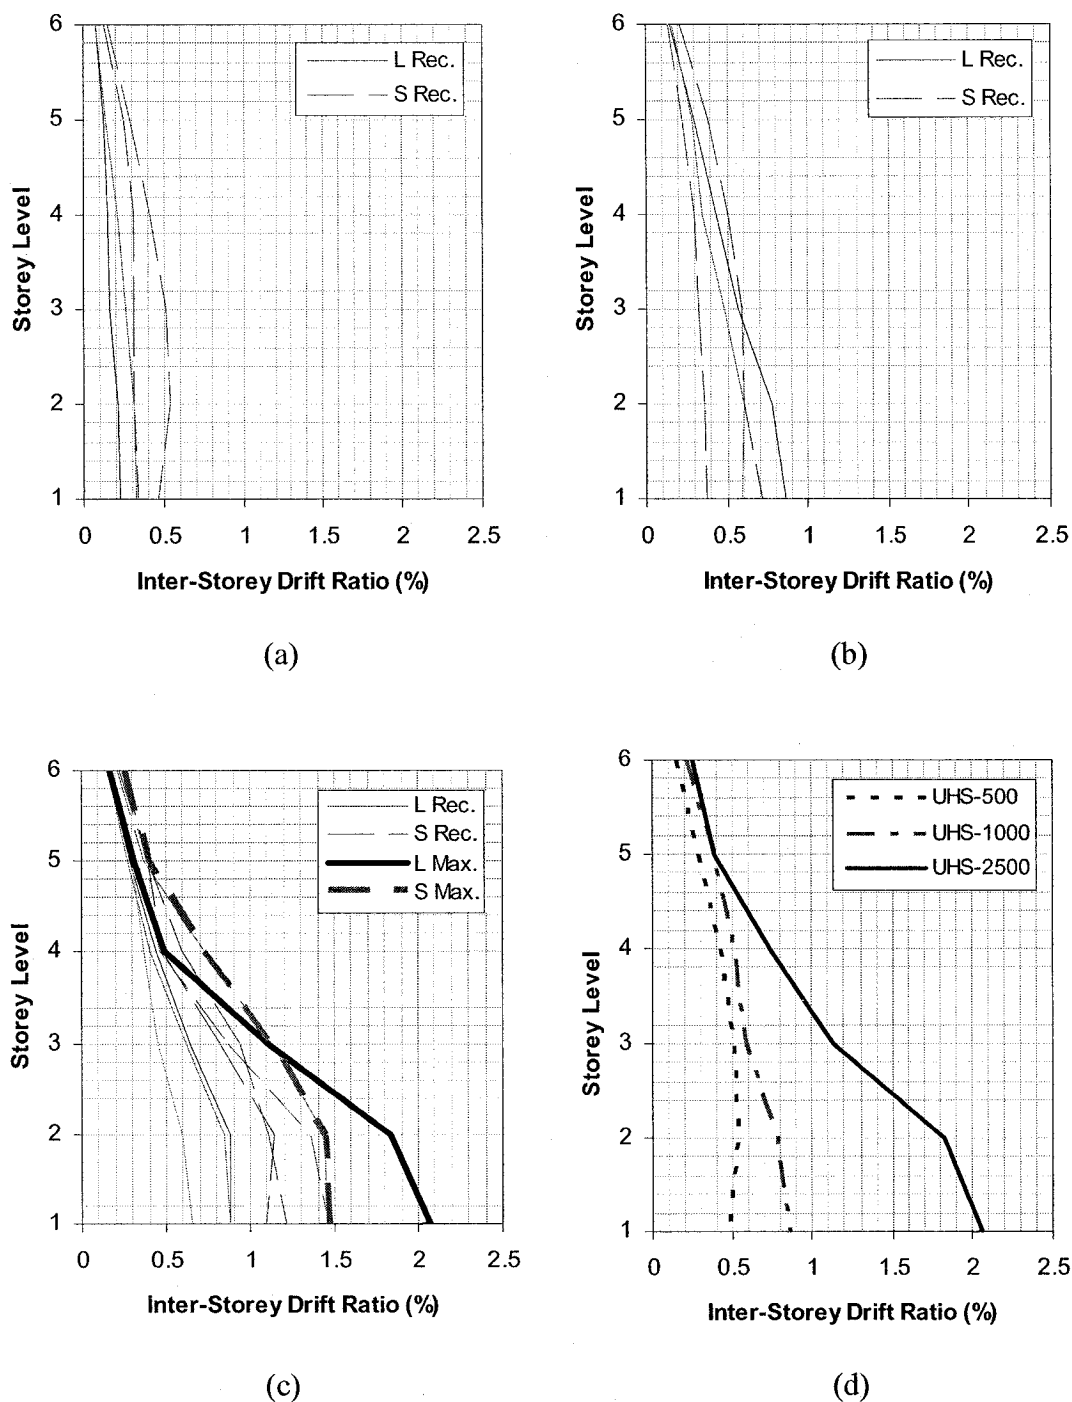 6
5
4
3
2
1
Storey Level
L Rec.
S Rec.
0 0.5 1 1.5 2 2.5
Inter-Storey Drift Ratio (%)
(a)
6
5
4
3
2
1
Storey Level
L Rec.
S Rec.
0 0.5 1 1.5 2 2.5
Inter-Storey Drift Ratio (%)
(b)
6
5
4
3
2
1
Storey Level
L Rec.
S Rec.
L Max.
S Max.
0 0.5 1 1.5 2 2.5
Inter-Storey Drift Ratio (%)
(c)
6
5
4
3
2
1
Storey Level
UHS-500
UHS-1000
UHS-2500
0 0.5 1 1.5 2 2.5
Inter-Storey Drift Ratio (%)
(d)